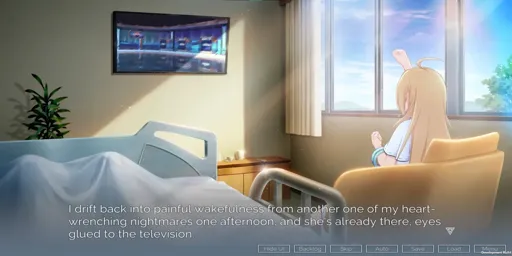 I drift back into painful wakefulness from another one of my heart-
wrenching nightmares one afternoon, and she's already there, eyes
glued to the television
Hide UI Backlog Skip Auto Save Load Menu